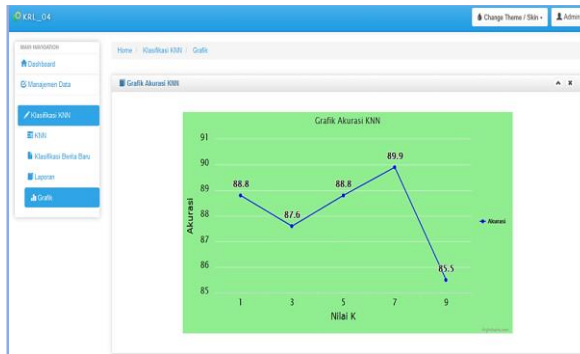 KRL_04
Change Theme / Skin
Admin
MAIN NAVIGATION
Dashboard
Manajemen Data
Klasifikasi KNN
KNN
Klasifikasi Berita Baru
Laporan
Grafik
Home / Klasifikasi KNN / Grafik
Grafik Akurasi KNN
Grafik Akurasi KNN
91
90
89
88
87
86
85
Akurasi
88.8
87.6
88.8
89.9
85.5
1 3 5 7 9
Nilai K
Akurasi